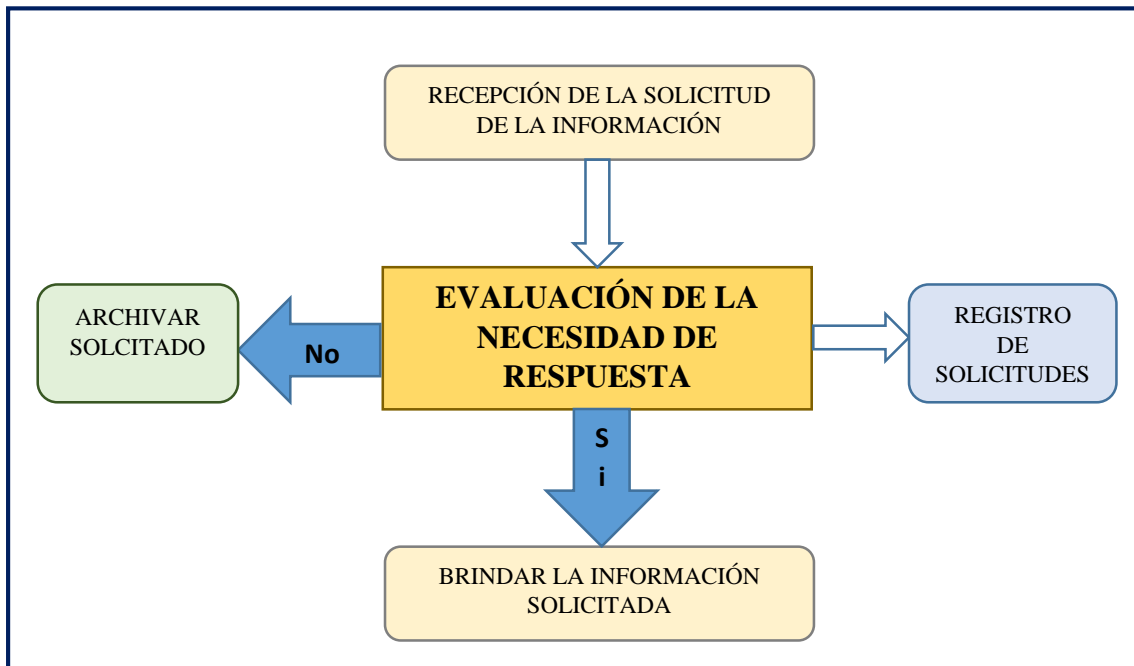 RECEPCIÓN DE LA SOLICITUD
DE LA INFORMACIÓN
EVALUACIÓN DE LA
NECESIDAD DE
RESPUESTA
ARCHIVAR
SOLCITADO
No
REGISTRO
DE
SOLICITUDES
S
i
BRINDAR LA INFORMACIÓN
SOLICITADA